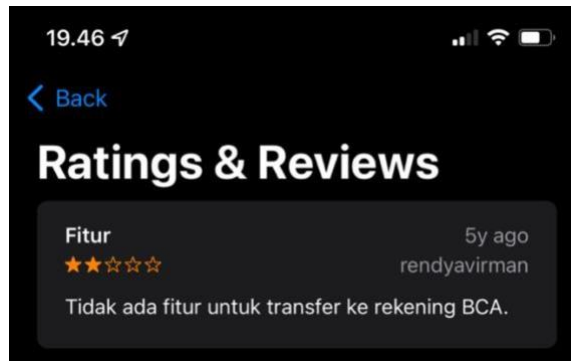 19.46
Back
Ratings & Reviews
Fitur 5y ago
rendyavirman
Tidak ada fitur untuk transfer ke rekening BCA.